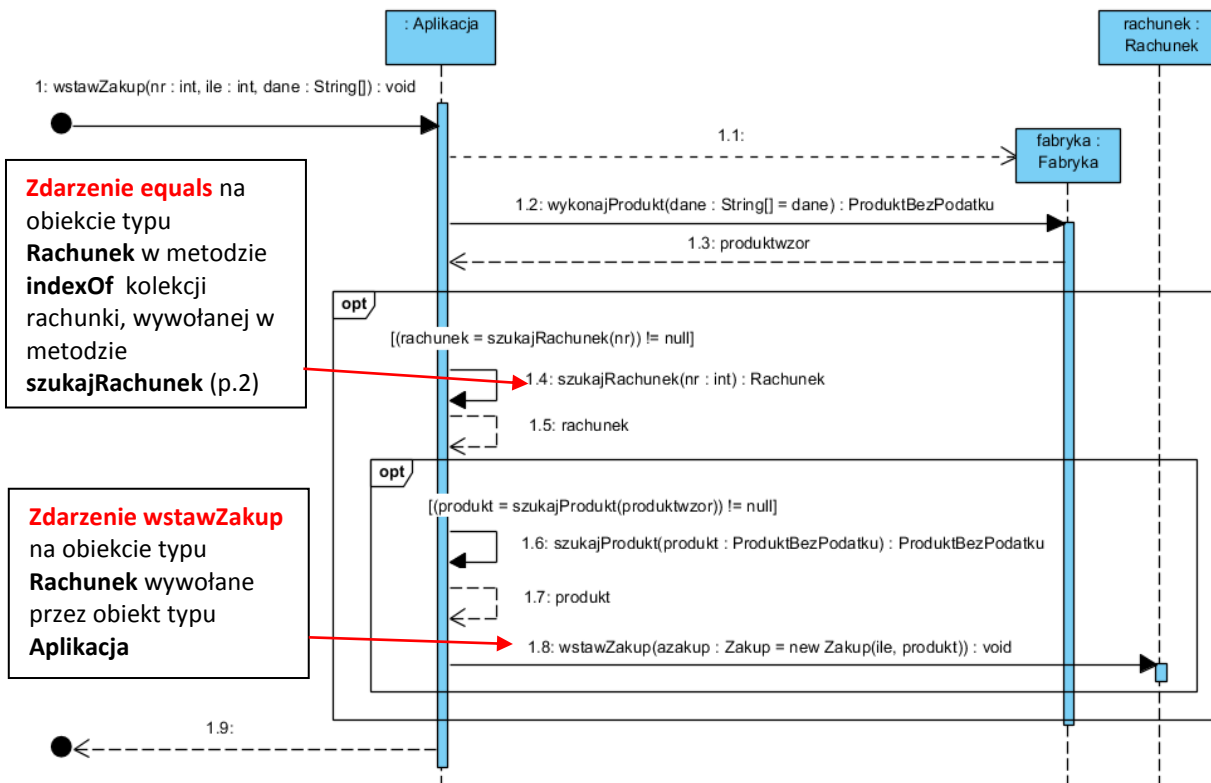 : Aplikacja
rachunek :
Rachunek
1: wstawZakup(nr : int, ile : int, dane : String[]) : void
1.1:
fabryka :
Fabryka
Zdarzenie equals na
obiekcie typu
Rachunek w metodzie
indexOf kolekcji
rachunki, wywołanej w
metodzie
szukajRachunek (p.2)
1.2: wykonajProdukt(dane : String[] = dane) : ProduktBezPodatku
1.3: produktwzor
opt
[(rachunek = szukajRachunek(nr)) != null]
1.4: szukajRachunek(nr : int) : Rachunek
1.5: rachunek
opt
[(produkt = szukajProdukt(produktwzor)) != null]
1.6: szukajProdukt(produkt : ProduktBezPodatku) : ProduktBezPodatku
1.7: produkt
Zdarzenie wstawZakup
na obiekcie typu
Rachunek wywołane
przez obiekt typu
Aplikacja
1.8: wstawZakup(azakup : Zakup = new Zakup(ile, produkt)) : void
1.9: